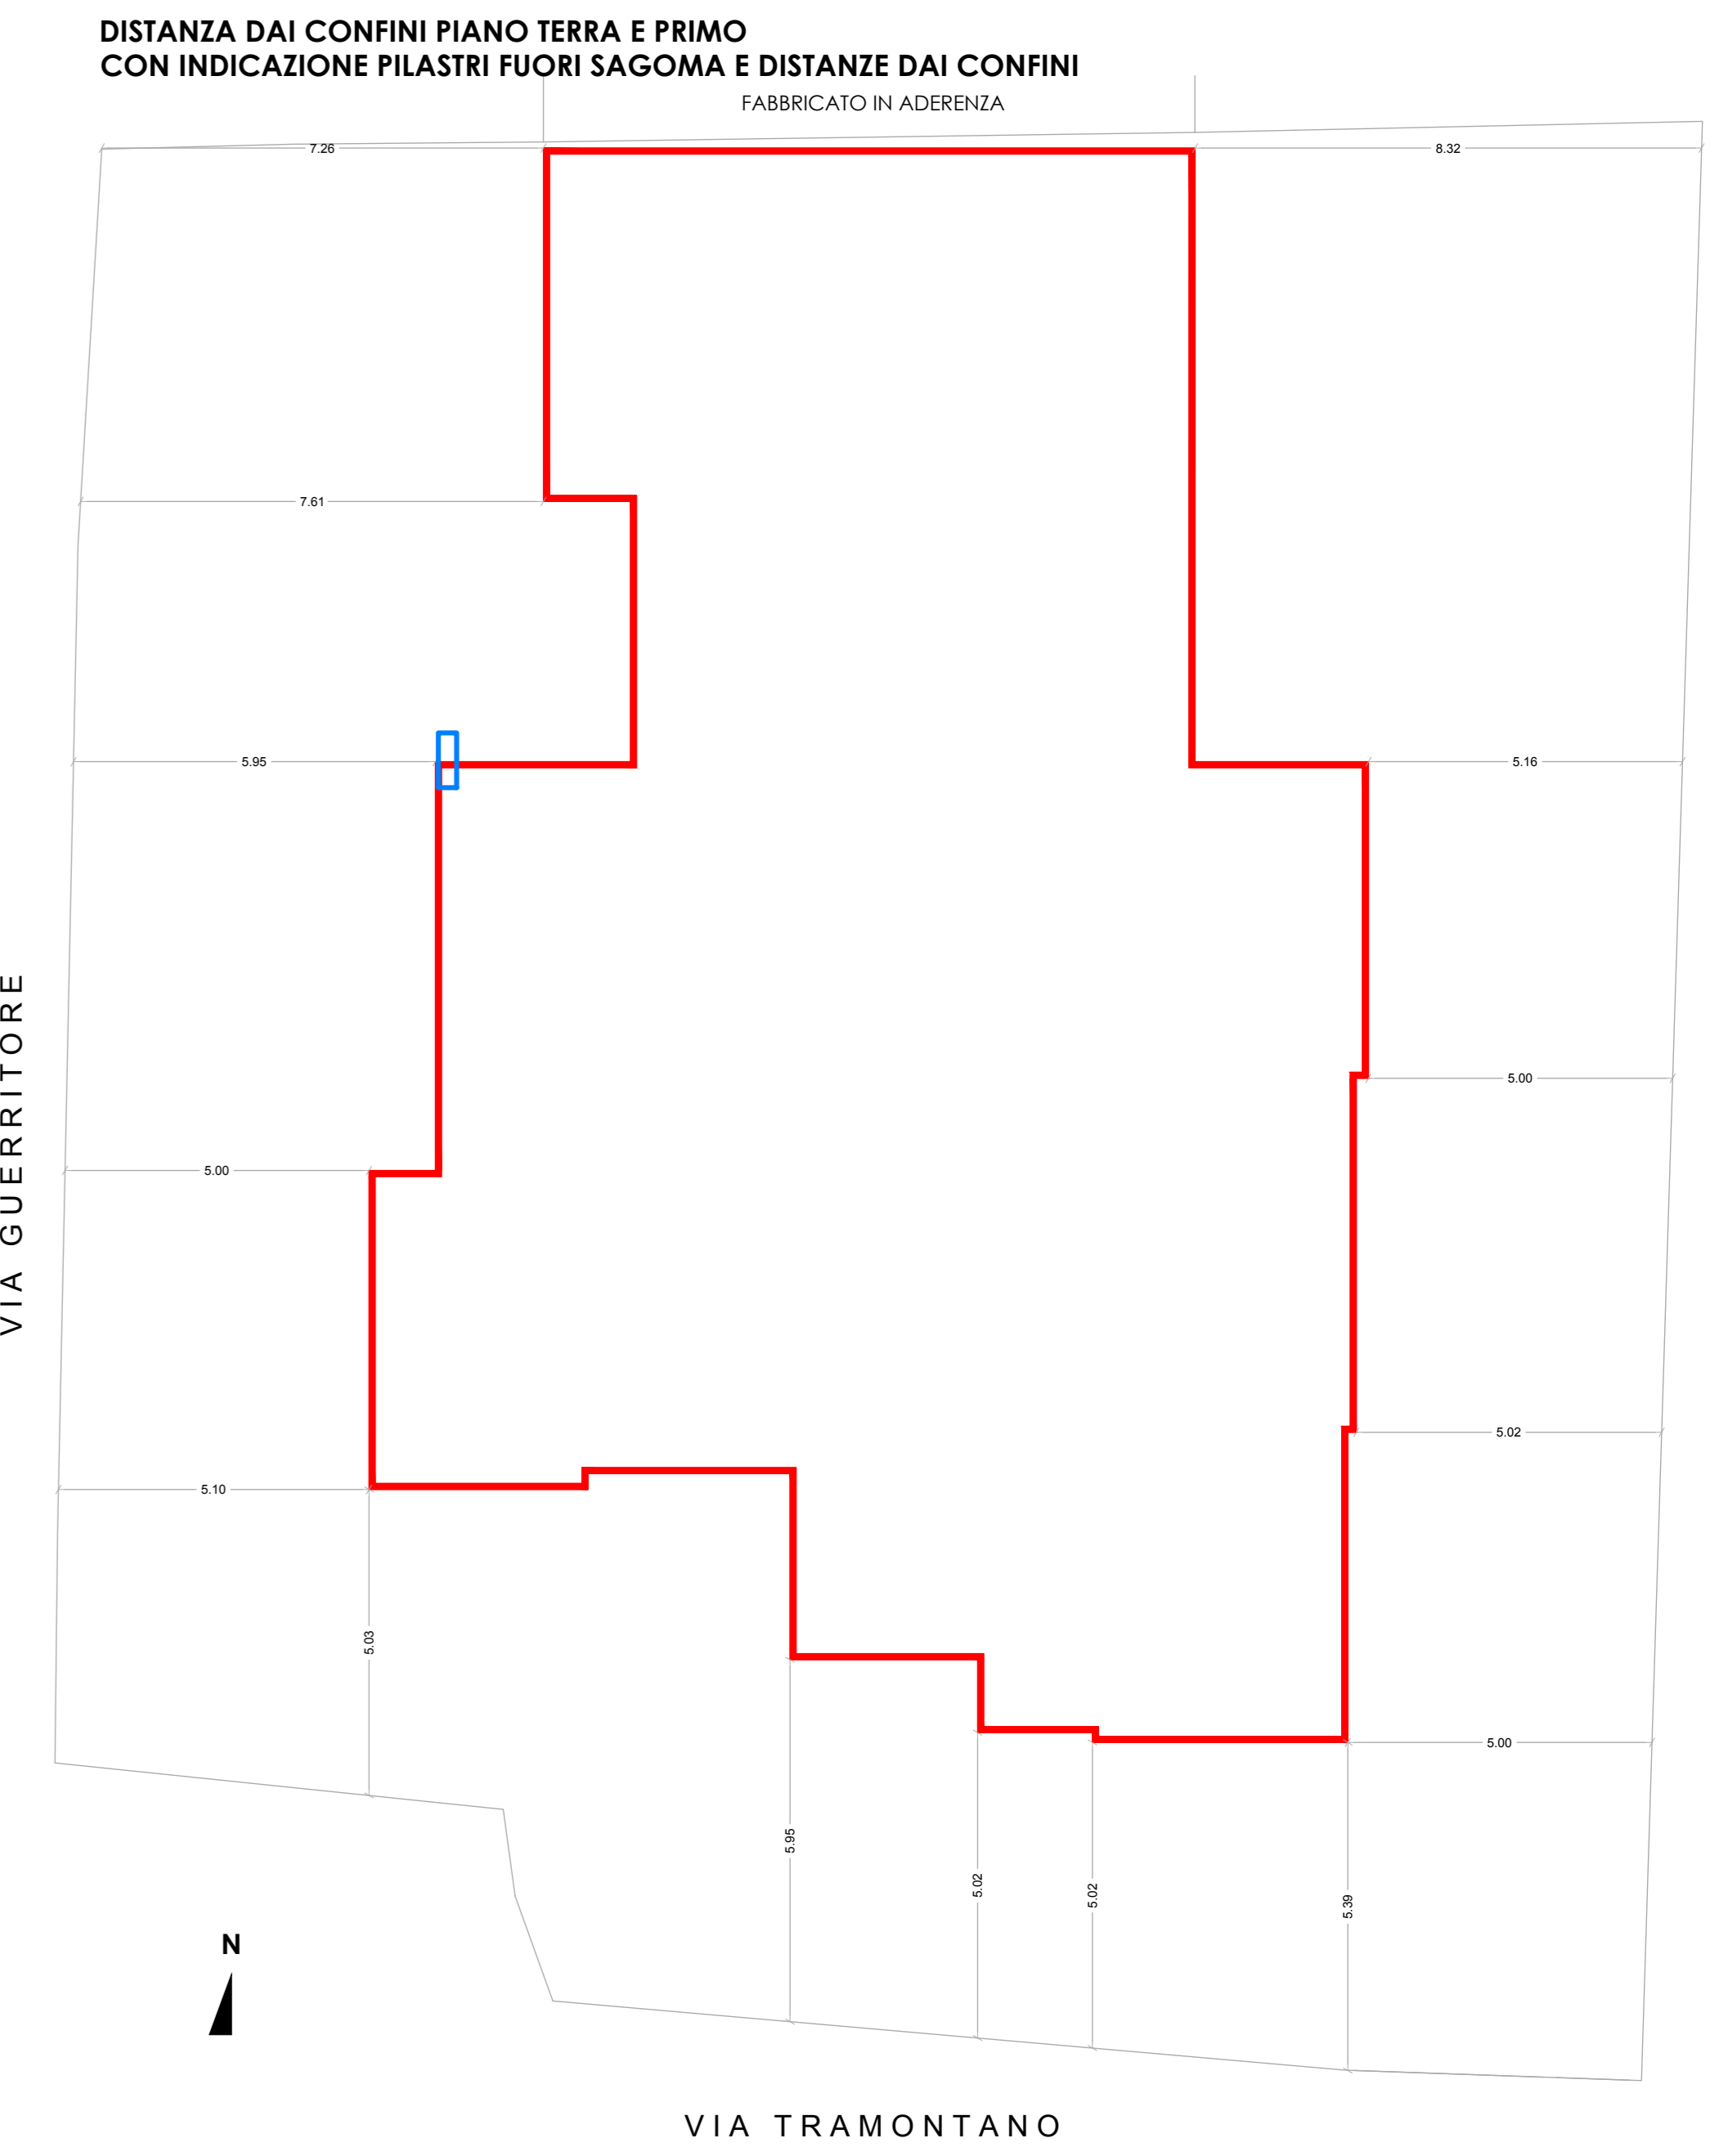 DISTANZA DAI CONFINI PIANO TERRA E PRIMO
CON INDICAZIONE PILASTRI FUORI SAGOMA E DISTANZE DAI CONFINI
FABBRICATO IN ADERENZA
7.26
8.32
7.61
5.95
5.16
VIA GUERRITORE
5.00
5.00
5.02
5.10
5.03
5.00
5.95
5.02
5.02
5.39
N
VIA TRAMONTANO